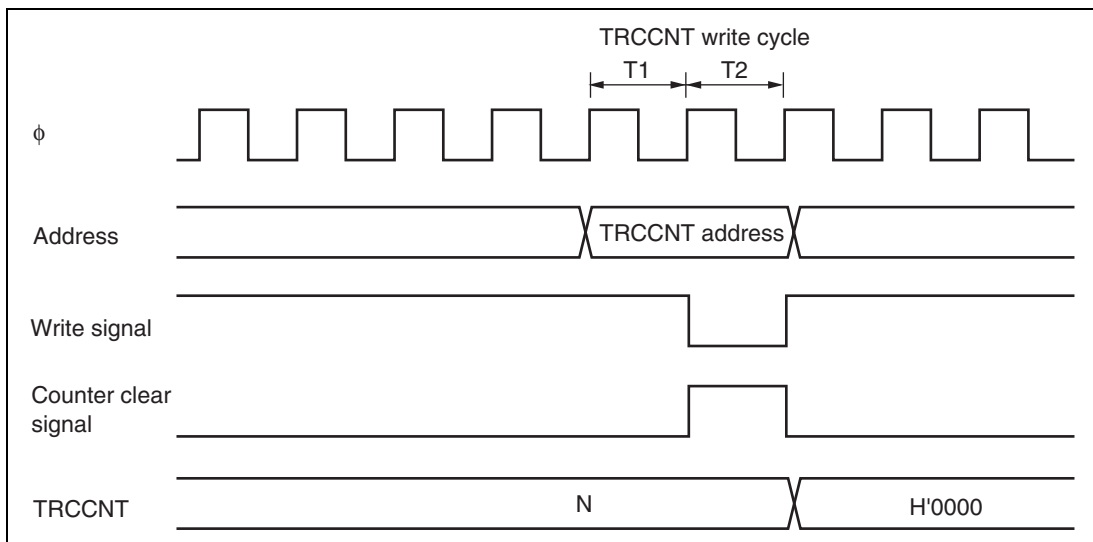 TRCCNT write cycle
T1 T2
ϕ
Address
TRCCNT address
Write signal
Counter clear
signal
TRCCNT
N
H'0000